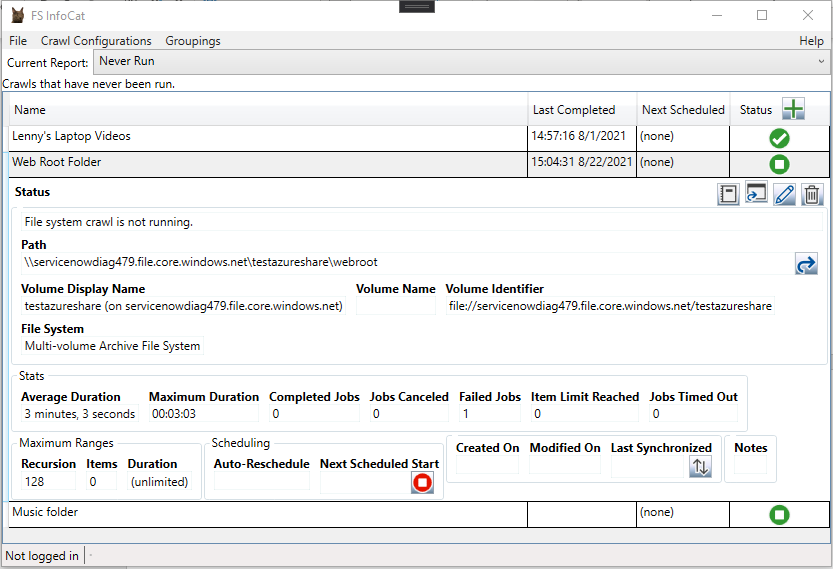 FS InfoCat
File Crawl Configurations Groupings Help
Current Report: Never Run
Crawls that have never been run.
Name Last Completed Next Scheduled Status
Lenny's Laptop Videos 14:57:16 8/1/2021 (none)
Web Root Folder 15:04:31 8/22/2021 (none)
Status
File system crawl is not running.
Path
\\servicenowdiag479.file.core.windows.net\testazureshare\webroot
Volume Display Name Volume Name Volume Identifier
testazureshare (on servicenowdiag479.file.core.windows.net) file://servicenowdiag479.file.core.windows.net/testazureshare
File System
Multi-volume Archive File System
Stats
Average Duration Maximum Duration Completed Jobs Jobs Canceled Failed Jobs Item Limit Reached Jobs Timed Out
3 minutes, 3 seconds 00:03:03 0 0 1 0 0
Maximum Ranges Scheduling
Created On Modified On Last Synchronized Notes
Recursion Items Duration Auto-Reschedule Next Scheduled Start
128 0 (unlimited)
Music folder (none)
Not logged in